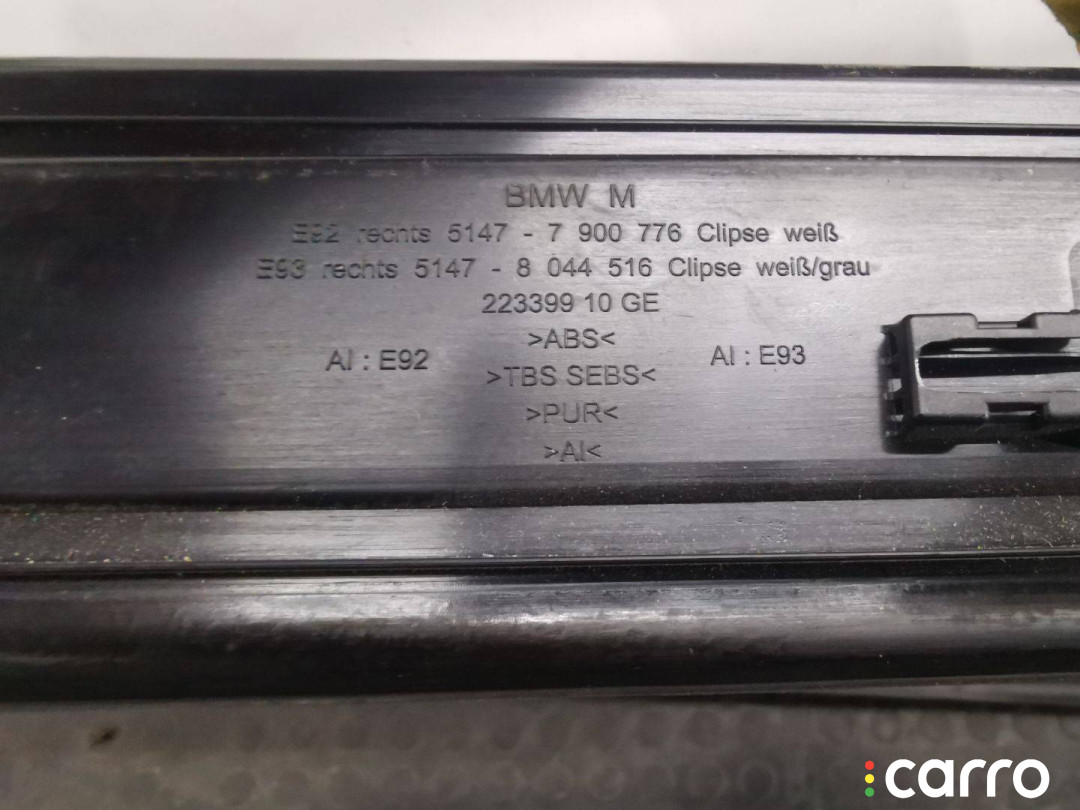 BMW M
E92 rechts 5147 - 7 900 776 Clipse weiß
E93 rechts 5147 - 8 044 516 Clipse weiß/grau
223399 10 GE
>ABS<
AI : E92
AI : E93
>TBS SEBS<
>PUR<
>AI<
carro